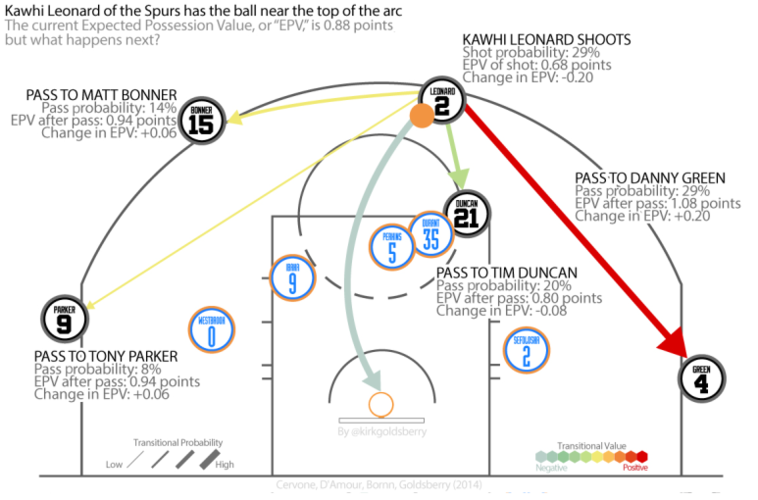 Kawhi Leonard of the Spurs has the ball near the top of the arc
The current Expected Possession Value, or "EPV," is 0.88 points
but what happens next?
KAWHI LEONARD SHOOTS
Shot probability: 29%
EPV of shot: 0.68 points
Change in EPV: -0.20
PASS TO MATT BONNER
Pass probability: 14%
EPV after pass: 0.94 points
Change in EPV: +0.06
BONNER
15
LEONARD
2
PASS TO DANNY GREEN
Pass probability: 29%
EPV after pass: 1.08 points
Change in EPV: +0.20
DUNCAN
21
DURANT
35
PERKINS
5
PASS TO TIM DUNCAN
Pass probability: 20%
EPV after pass: 0.80 points
Change in EPV: -0.08
IBAKA
9
PARKER
9
WESTBROOK
0
SEFOLOSHA
2
GREEN
4
PASS TO TONY PARKER
Pass probability: 8%
EPV after pass: 0.94 points
Change in EPV: +0.06
By @kirkgoldsberry
Transitional Probability
Low
High
Transitional Value
Negative
Positive
Cervone, D'Amour, Bornn, Goldsberry (2014)